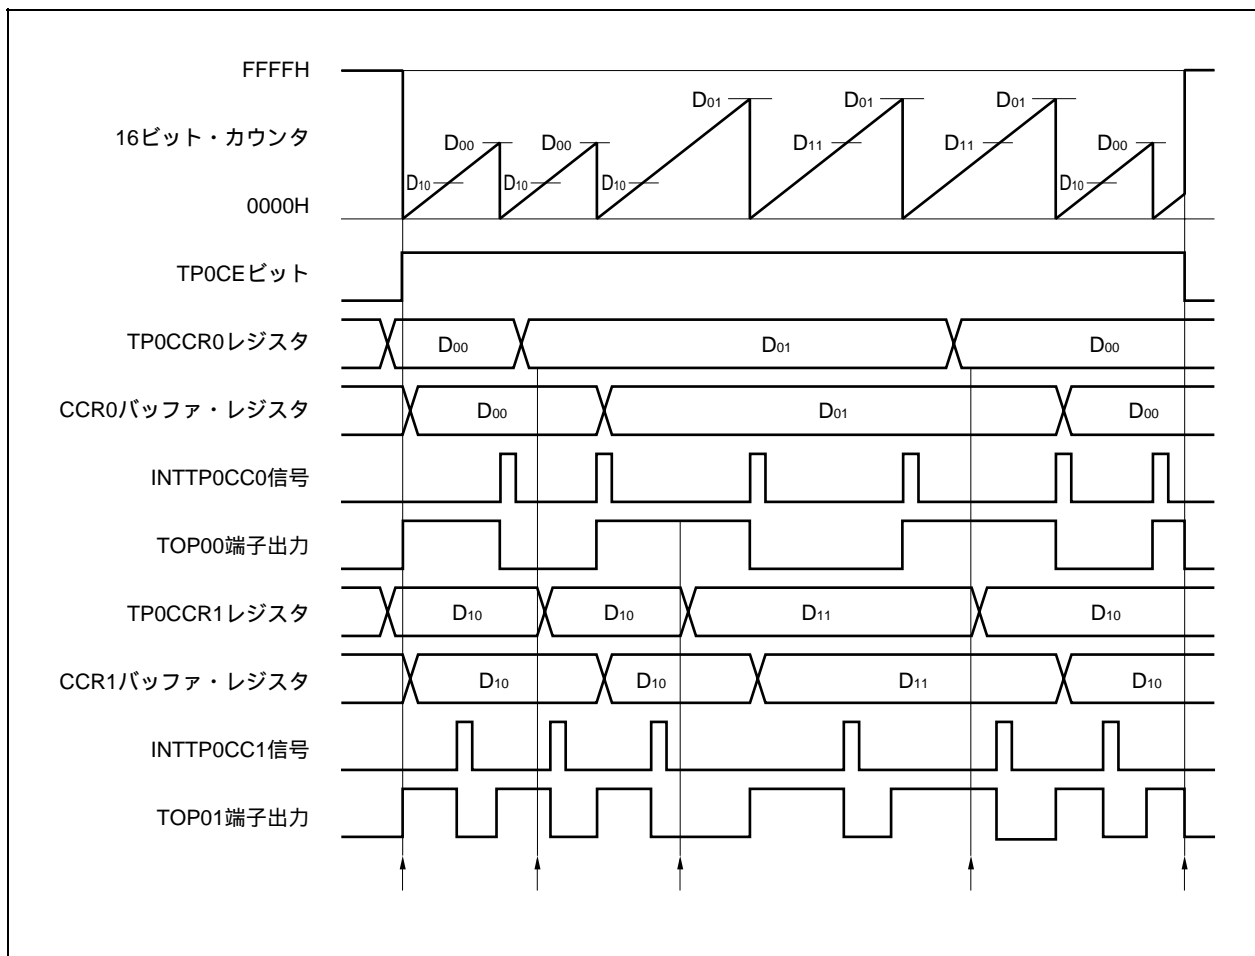 FFFFH
D01 D01 D01
16ビット・カウンタ
D00 D00 D11 D11 D00
D10 D10 D10 D10
0000H
TP0CEビット
TP0CCR0レジスタ
D00 D01 D00
CCR0バッファ・レジスタ
D00 D01 D00
INTTP0CC0信号
TOP00端子出力
TP0CCR1レジスタ
D10 D10 D11 D10
CCR1バッファ・レジスタ
D10 D10 D11 D10
INTTP0CC1信号
TOP01端子出力